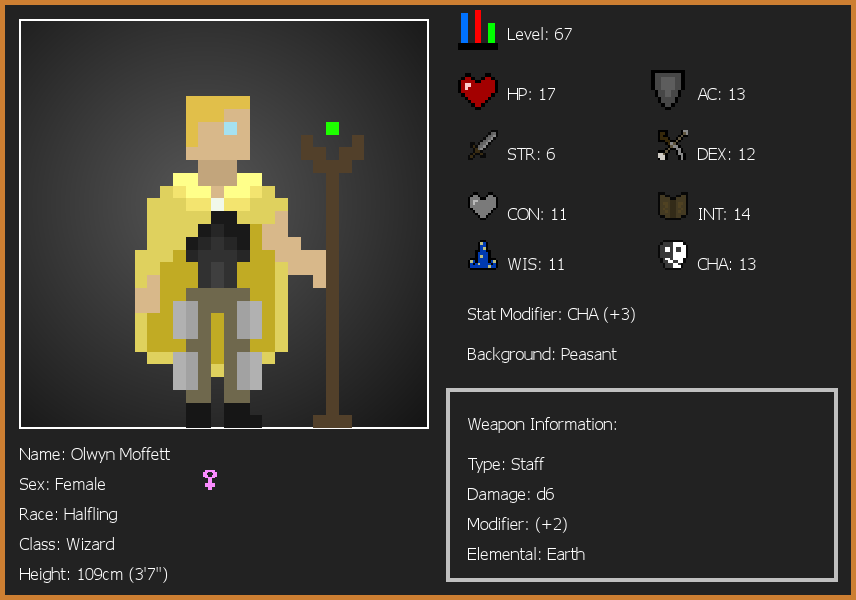 Level: 67
HP: 17
AC: 13
STR: 6
DEX: 12
CON: 11
INT: 14
WIS: 11
CHA: 13
Stat Modifier: CHA (+3)
Background: Peasant
Weapon Information:
Type: Staff
Damage: d6
Modifier: (+2)
Elemental: Earth
Name: Olwyn Moffett
Sex: Female
Race: Halfling
Class: Wizard
Height: 109cm (3'7")